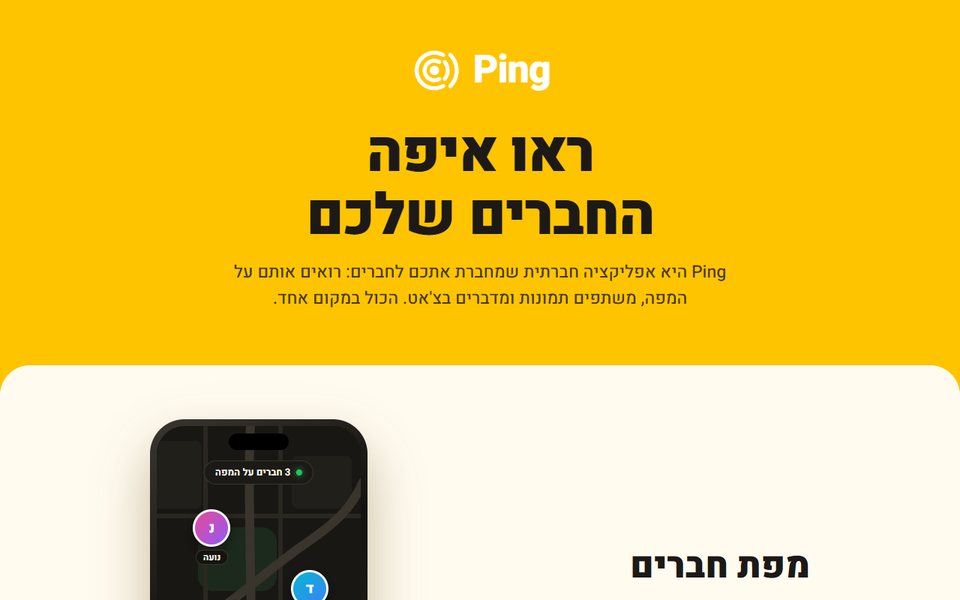 Ping
ראו איפה
החברים שלכם
Ping היא אפליקציה חברתית שמחברת אתכם לחברים: רואים אותם על
המפה, משתפים תמונות ומדברים בצ'אט. הכול במקום אחד.
3 חברים על המפה
נ
נועה
ד
מפת חברים